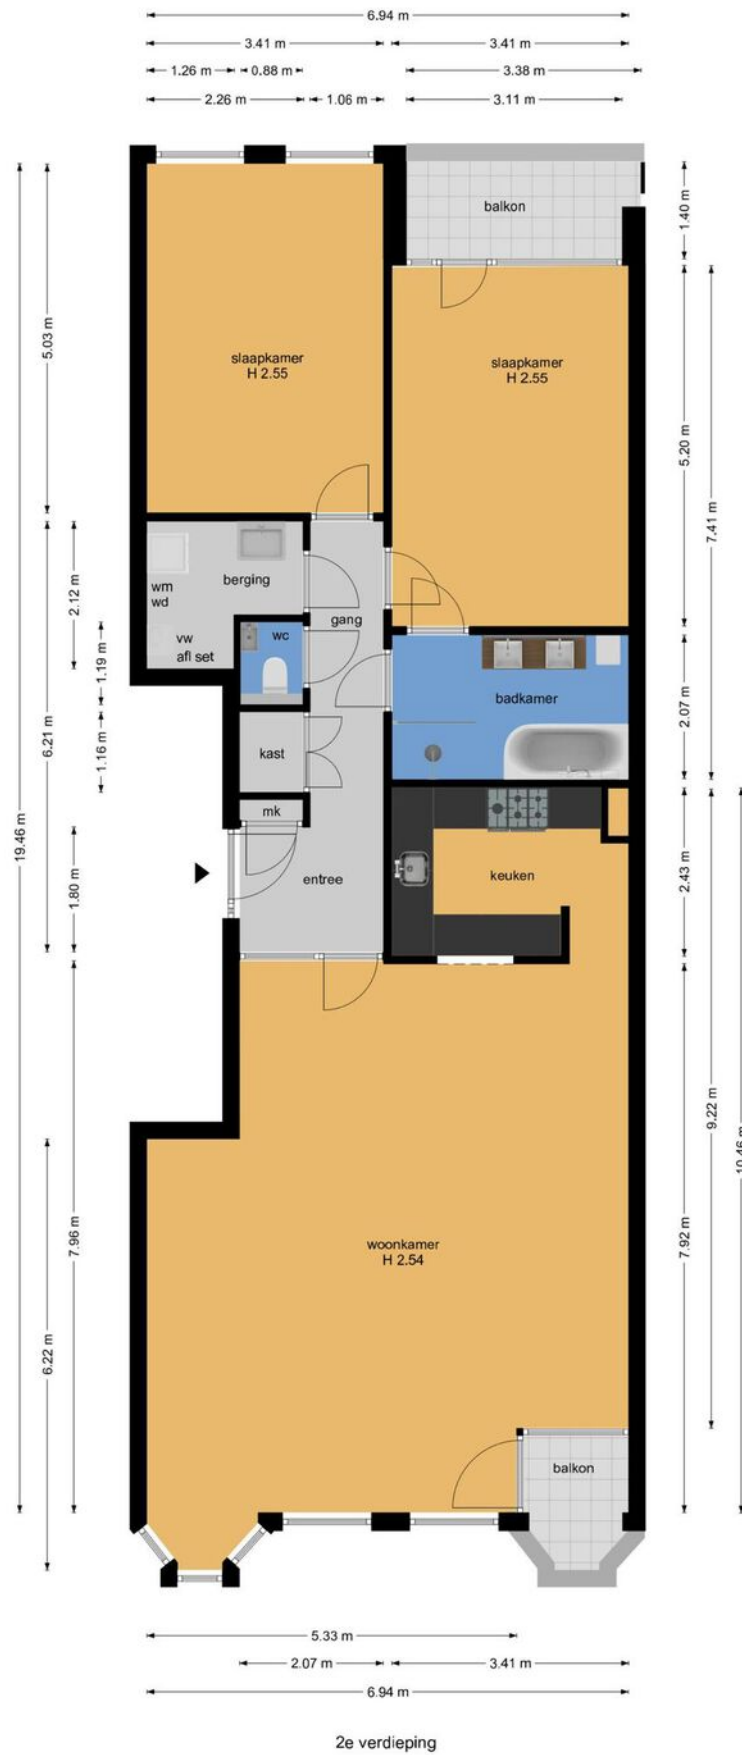 6.94 m
3.41 m
3.41 m
1.26 m
0.88 m
3.38 m
2.26 m
1.06 m
3.11 m
balkon
1.40 m
5.03 m
slaapkamer
H 2.55
slaapkamer
H 2.55
5.20 m
7.41 m
wm
wd
berging
2.12 m
gang
vw
afl set
wc
1.19 m
badkamer
2.07 m
6.21 m
1.16 m
kast
mk
19.46 m
1.80 m
entree
keuken
2.43 m
9.22 m
10.46 m
7.96 m
woonkamer
H 2.54
7.92 m
6.22 m
balkon
5.33 m
2.07 m
3.41 m
6.94 m
2e verdieping